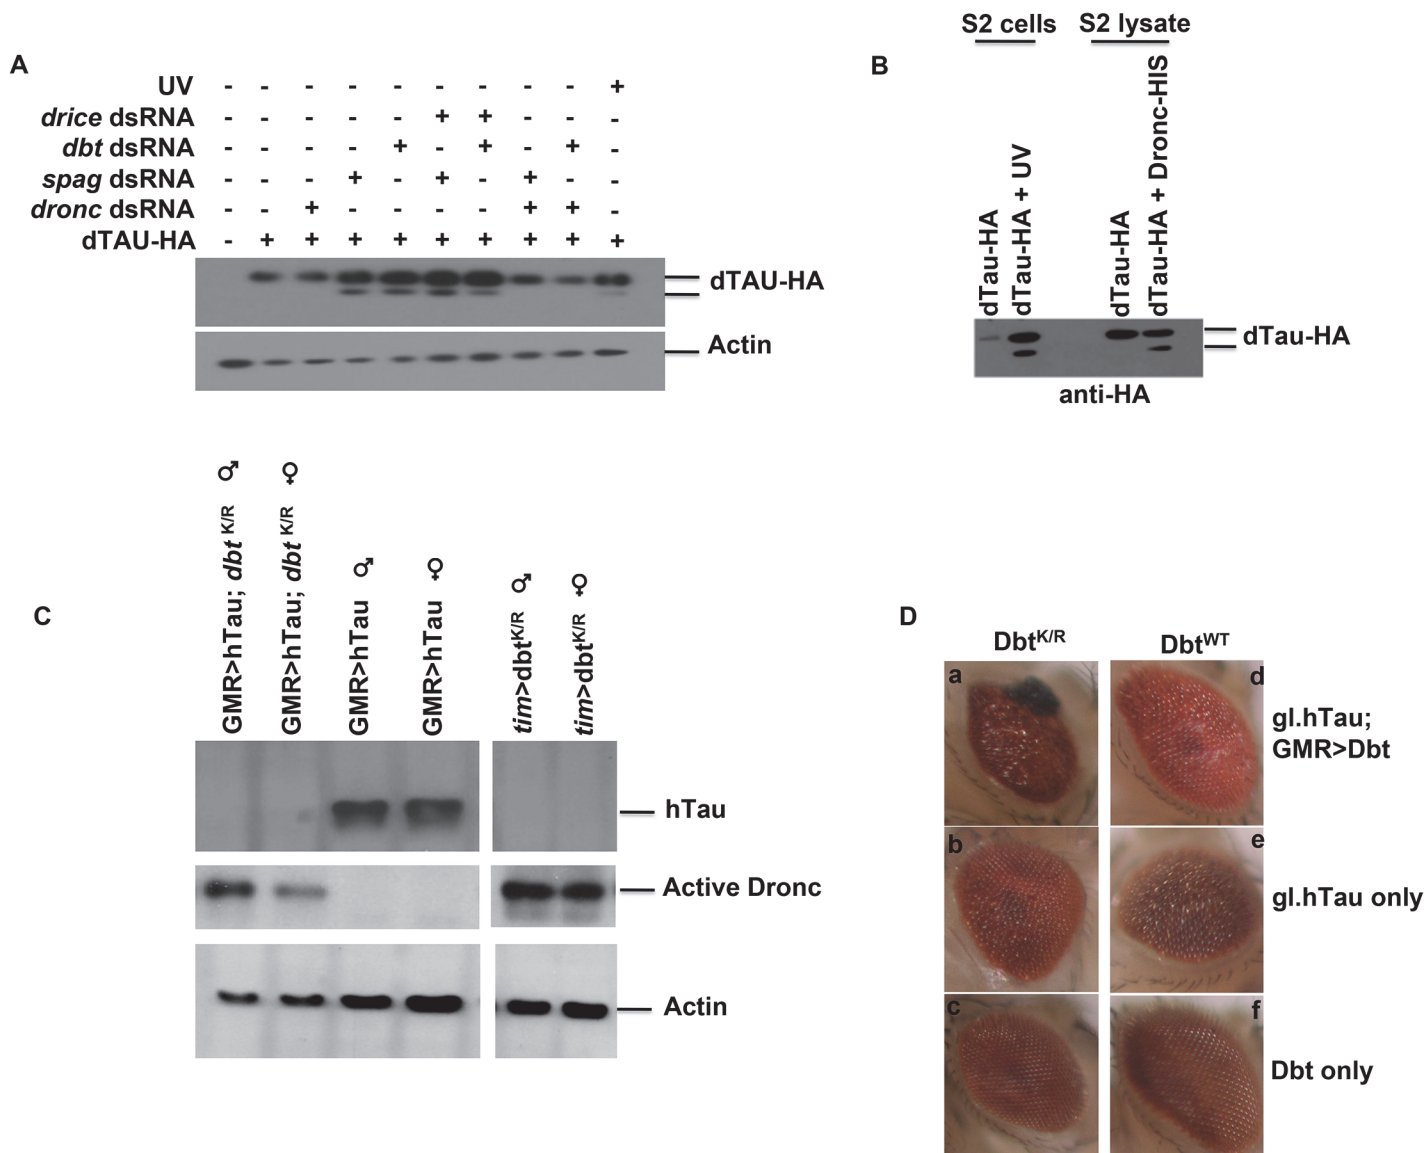 A
UV - - - - - - - - - +
drice dsRNA - - - - - + + - - -
dbt dsRNA - - - - + - + - + -
spag dsRNA - - - + - + - + - -
dronc dsRNA - - + - - - - + + -
dTAU-HA - + + + + + + + + +
dTAU-HA
Actin
B
S2 cells S2 lysate
dTau-HA
dTau-HA + UV
dTau-HA
dTau-HA + Dronc-HIS
dTau-HA
anti-HA
C
GMR>hTau; dbt K/R ♂
GMR>hTau; dbt K/R ♀
GMR>hTau ♂
GMR>hTau ♀
tim>dbtK/R ♂
tim>dbtK/R ♀
hTau
Active Dronc
Actin
D
DbtK/R DbtWT
a d
gl.hTau;
GMR>Dbt
b e
gl.hTau only
c f
Dbt only